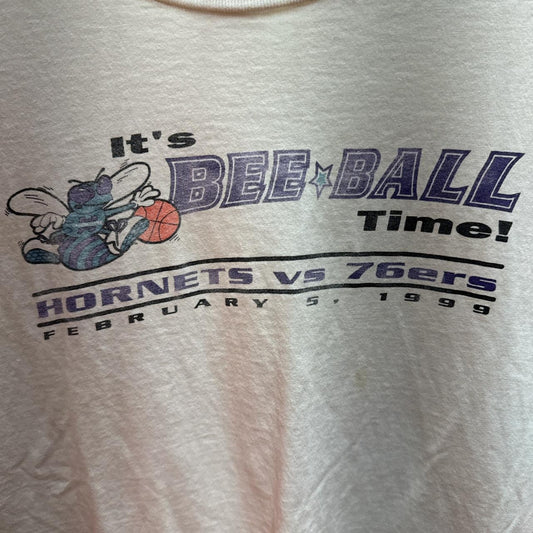 It's
BEE★BALL
Time!
HORNETS vs 76ers
FEBRUARY 5, 1999